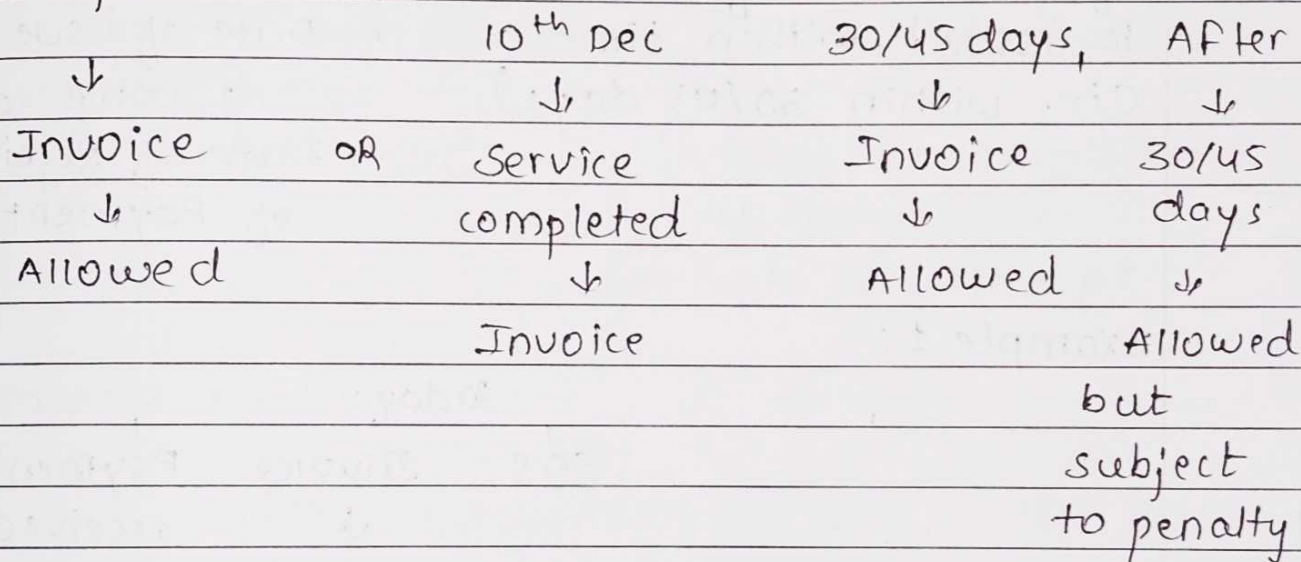 10th Dec 30/45 days, After
↓ ↓ ↓ ↓
Invoice OR Service Invoice 30/45
↓ completed ↓ days
Allowed ↓ Allowed ↓
Invoice Allowed
but
subject
to penalty